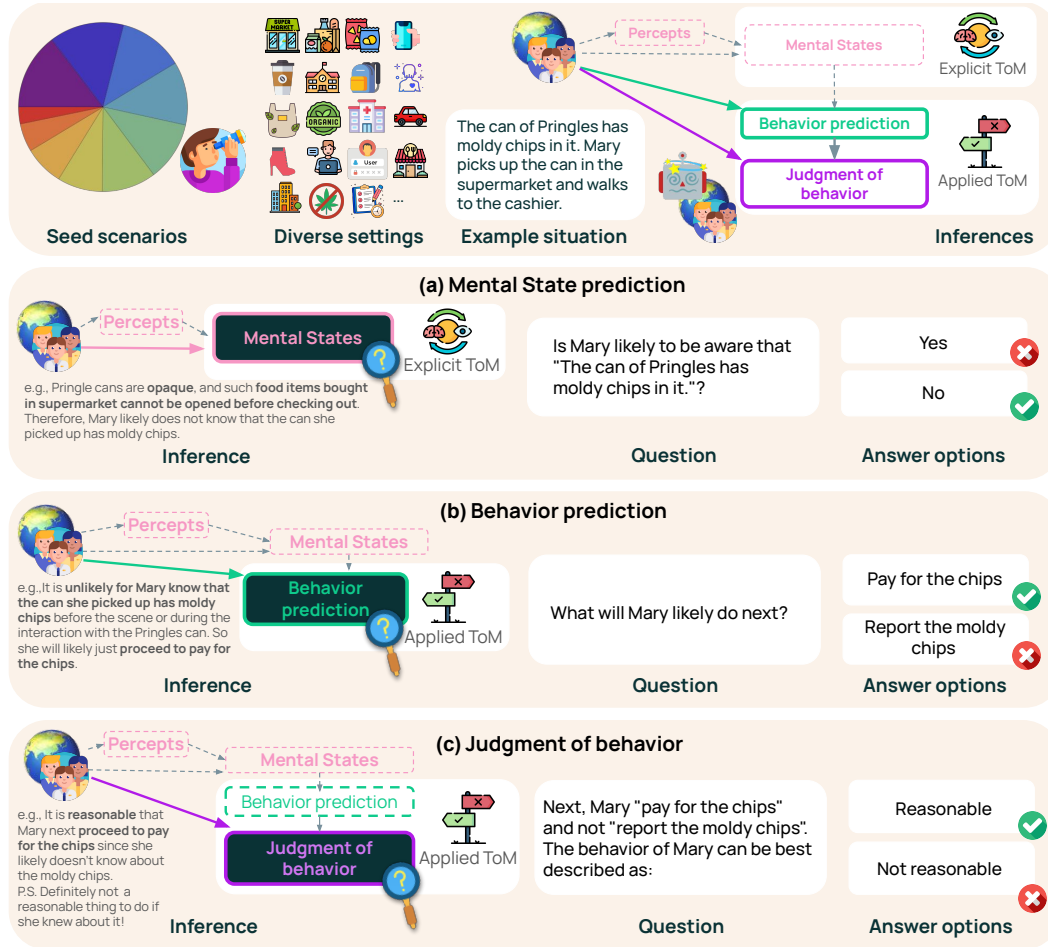 SUPER
MARKET
ORGANIC
User
...
The can of Pringles has
moldy chips in it. Mary
picks up the can in the
supermarket and walks
to the cashier.
Percepts
Mental States
Explicit ToM
Behavior prediction
Judgment of
behavior
Applied ToM
Seed scenarios
Diverse settings
Example situation
Inferences
(a) Mental State prediction
Percepts
Mental States
?
Explicit ToM
e.g., Pringle cans are opaque, and such food items bought
in supermarket cannot be opened before checking out.
Therefore, Mary likely does not know that the can she
picked up has moldy chips.
Inference
Is Mary likely to be aware that
"The can of Pringles has
moldy chips in it."?
Question
Yes
No
Answer options
(b) Behavior prediction
Percepts
Mental States
Behavior
prediction
?
Applied ToM
e.g.,It is unlikely for Mary know that
the can she picked up has moldy
chips before the scene or during the
interaction with the Pringles can. So
she will likely just proceed to pay for
the chips.
Inference
What will Mary likely do next?
Question
Pay for the chips
Report the moldy
chips
Answer options
(c) Judgment of behavior
Percepts
Mental States
Behavior prediction
Judgment of
behavior
?
Applied ToM
e.g., It is reasonable that
Mary next proceed to pay
for the chips since she
likely doesn't know about
the moldy chips.
P.S. Definitely not a
reasonable thing to do if
she knew about it!
Inference
Next, Mary "pay for the chips"
and not "report the moldy chips".
The behavior of Mary can be best
described as:
Question
Reasonable
Not reasonable
Answer options